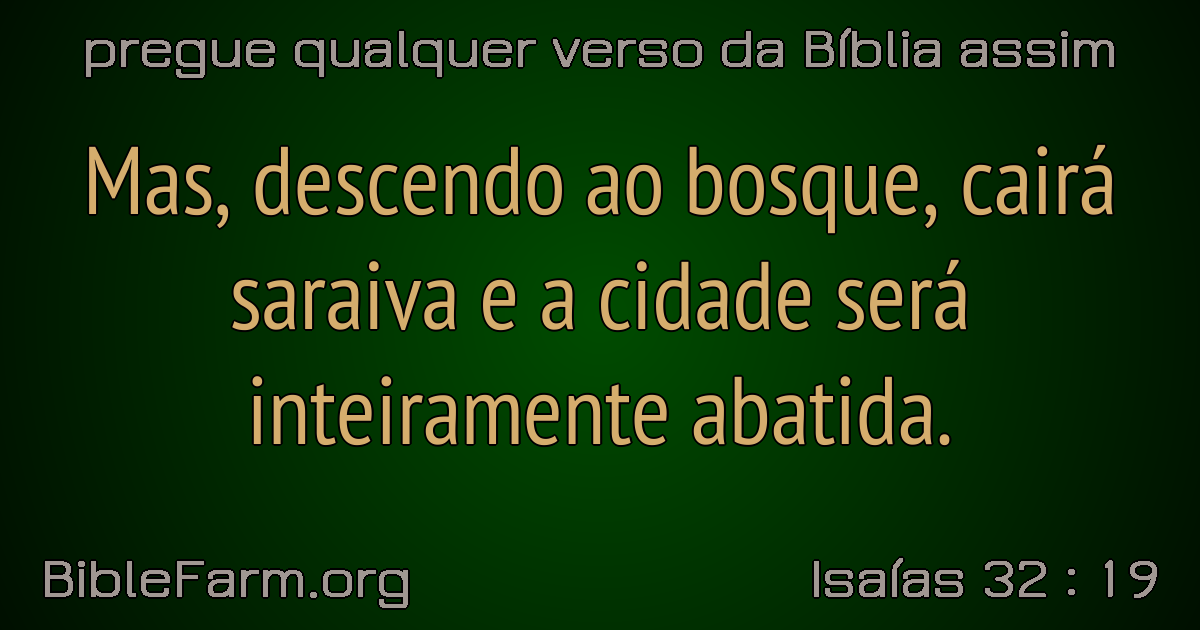 pregue qualquer verso da Bíblia assim
Mas, descendo ao bosque, cairá
saraiva e a cidade será
inteiramente abatida.
BibleFarm.org
Isaías 32 : 19